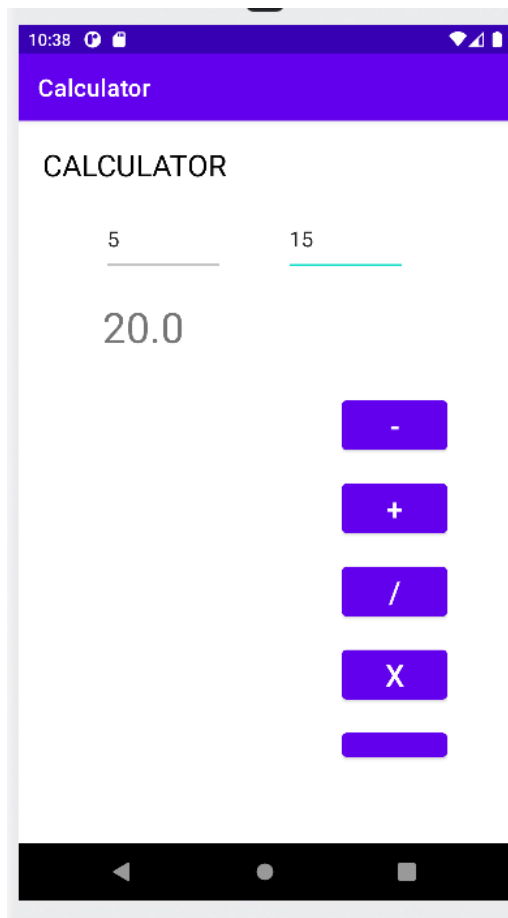 10:38
Calculator
CALCULATOR
5 15
20.0
-
+
/
X